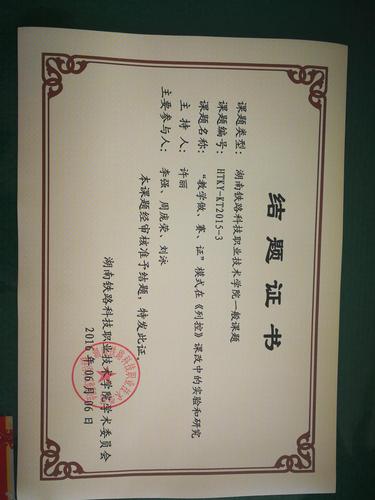 结题证书
课题类型：湖南铁路科技职业技术学院一般课题
课题编号：HTKY-KT2015-3
课题名称：“教学做、赛、证”模式在《列控》课改中的实验和研究
主 持 人：许丽
主要参与人：李强、周庞荣、刘泳
本课题经审核准予结题，特发此证
湖南铁路科技职业技术学院学术委员会
2016年06月06日